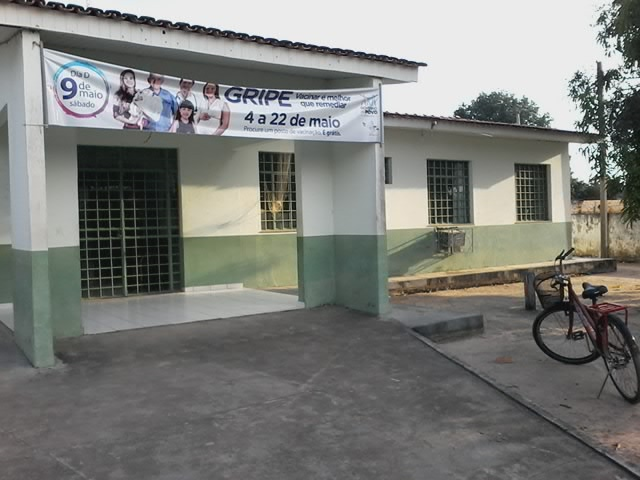 Dia D
9 de
maio
sábado
GRIPE Vacinar é melhor
que remediar
4 a 22 de maio
Procure um posto de vacinação. É grátis.